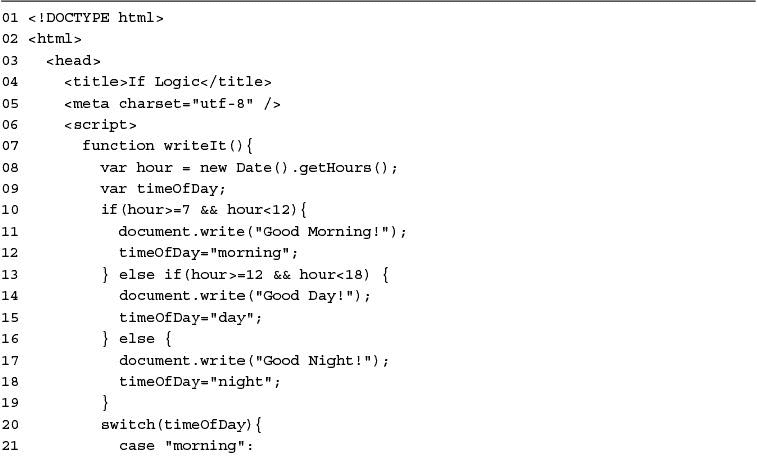 01 <!DOCTYPE html>
02 <html>
03   <head>
04     <title>If Logic</title>
05     <meta charset="utf-8" />
06     <script>
07       function writeIt(){
08         var hour = new Date().getHours();
09         var timeOfDay;
10         if(hour>=7 && hour<12){
11           document.write("Good Morning!");
12           timeOfDay="morning";
13         } else if(hour>=12 && hour<18) {
14           document.write("Good Day!");
15           timeOfDay="day";
16         } else {
17           document.write("Good Night!");
18           timeOfDay="night";
19         }
20         switch(timeOfDay){
21           case "morning":